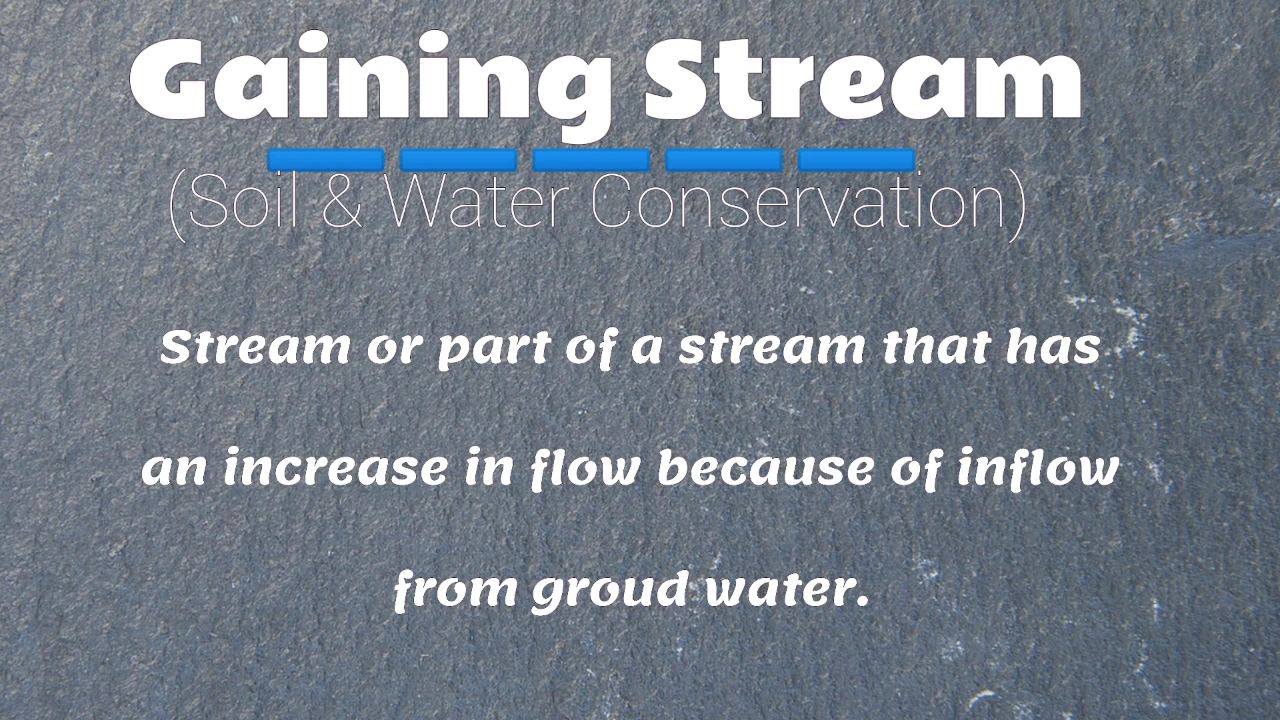 Gaining Stream
(Soil & Water Conservation)
Stream or part of a stream that has
an increase in flow because of inflow
from groud water.